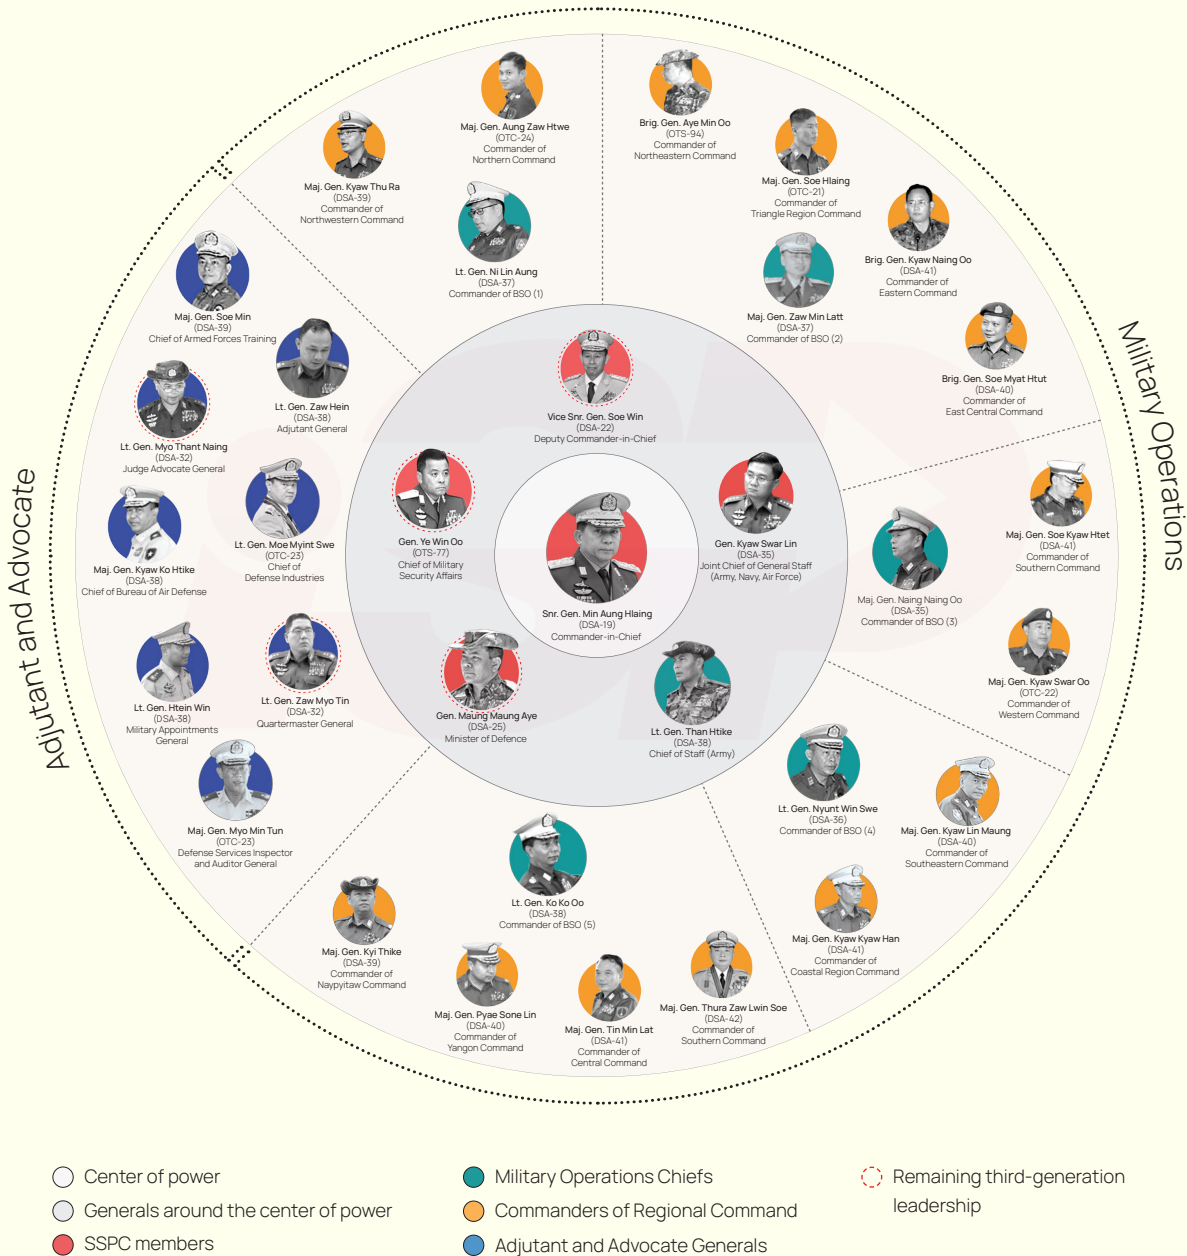 Maj. Gen. Aung Zaw Htwe
(OTC-24)
Commander of
Northern Command
Brig. Gen. Aye Min Oo
(OTS-94)
Commander of
Northeastern Command
Maj. Gen. Kyaw Thu Ra
(DSA-39)
Commander of
Northwestern Command
Maj. Gen. Soe Hlaing
(OTC-21)
Commander of
Triangle Region Command
Lt. Gen. Ni Lin Aung
(DSA-37)
Commander of BSO (1)
Brig. Gen. Kyaw Naing Oo
(DSA-41)
Commander of
Eastern Command
Maj. Gen. Zaw Min Latt
(DSA-37)
Commander of BSO (2)
Maj. Gen. Soe Min
(DSA-39)
Chief of Armed Forces Training
Brig. Gen. Soe Myat Htut
(DSA-40)
Commander of
East Central Command
Lt. Gen. Zaw Hein
(DSA-38)
Adjutant General
Vice Snr. Gen. Soe Win
(DSA-22)
Deputy Commander-in-Chief
Lt. Gen. Myo Thant Naing
(DSA-32)
Judge Advocate General
Military Operations
Adjutant and Advocate
Gen. Ye Win Oo
(OTS-77)
Chief of Military
Security Affairs
Gen. Kyaw Swar Lin
(DSA-35)
Joint Chief of General Staff
(Army, Navy, Air Force)
Maj. Gen. Soe Kyaw Htet
(DSA-41)
Commander of
Southern Command
Lt. Gen. Moe Myint Swe
(OTC-23)
Chief of
Defense Industries
Maj. Gen. Kyaw Ko Htike
(DSA-38)
Chief of Bureau of Air Defense
Snr. Gen. Min Aung Hlaing
(DSA-19)
Commander-in-Chief
Maj. Gen. Naing Naing Oo
(DSA-35)
Commander of BSO (3)
Maj. Gen. Kyaw Swar Oo
(OTC-22)
Commander of
Western Command
Lt. Gen. Htein Win
(DSA-38)
Military Appointments
General
Lt. Gen. Zaw Myo Tin
(DSA-32)
Quartermaster General
Gen. Maung Maung Aye
(DSA-25)
Minister of Defence
Lt. Gen. Than Htike
(DSA-38)
Chief of Staff (Army)
Lt. Gen. Nyunt Win Swe
(DSA-36)
Commander of BSO (4)
Maj. Gen. Kyaw Lin Maung
(DSA-40)
Commander of
Southeastern Command
Maj. Gen. Myo Min Tun
(OTC-23)
Defense Services Inspector
and Auditor General
Lt. Gen. Ko Ko Oo
(DSA-38)
Commander of BSO (5)
Maj. Gen. Kyaw Kyaw Han
(DSA-41)
Commander of
Coastal Region Command
Maj. Gen. Kyi Thike
(DSA-39)
Commander of
Naypyitaw Command
Maj. Gen. Pyae Sone Lin
(DSA-40)
Commander of
Yangon Command
Maj. Gen. Tin Min Lat
(DSA-41)
Commander of
Central Command
Maj. Gen. Thura Zaw Lwin Soe
(DSA-42)
Commander of
Southern Command
Center of power
Generals around the center of power
SSPC members
Military Operations Chiefs
Commanders of Regional Command
Adjutant and Advocate Generals
Remaining third-generation
leadership